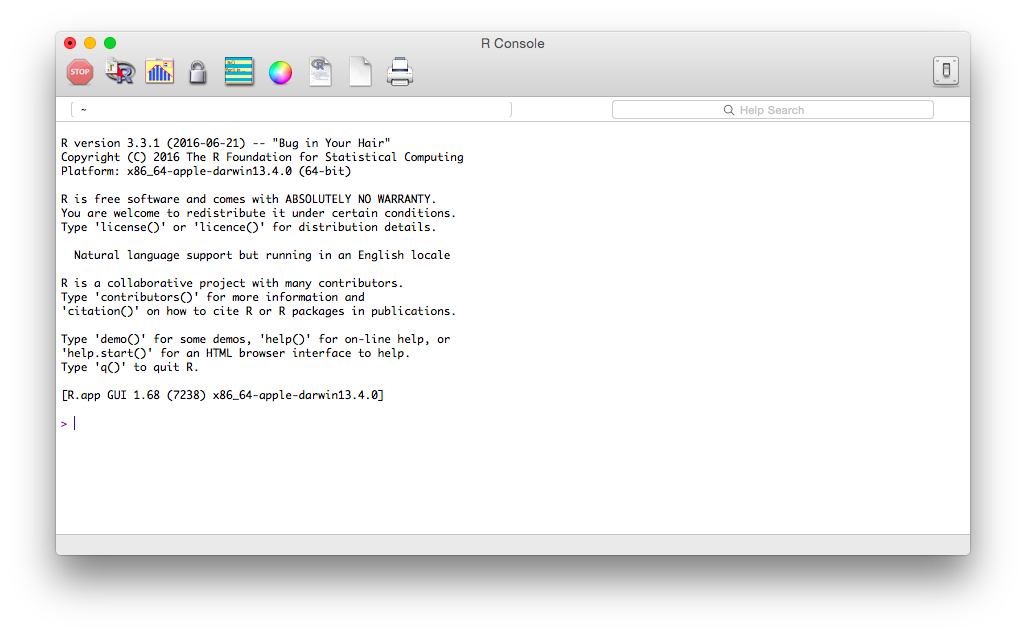 R Console
STOP
~
Help Search
R version 3.3.1 (2016-06-21) -- "Bug in Your Hair"
Copyright (C) 2016 The R Foundation for Statistical Computing
Platform: x86_64-apple-darwin13.4.0 (64-bit)
R is free software and comes with ABSOLUTELY NO WARRANTY.
You are welcome to redistribute it under certain conditions.
Type 'license()' or 'licence()' for distribution details.
Natural language support but running in an English locale
R is a collaborative project with many contributors.
Type 'contributors()' for more information and
'citation()' on how to cite R or R packages in publications.
Type 'demo()' for some demos, 'help()' for on-line help, or
'help.start()' for an HTML browser interface to help.
Type 'q()' to quit R.
[R.app GUI 1.68 (7238) x86_64-apple-darwin13.4.0]
>